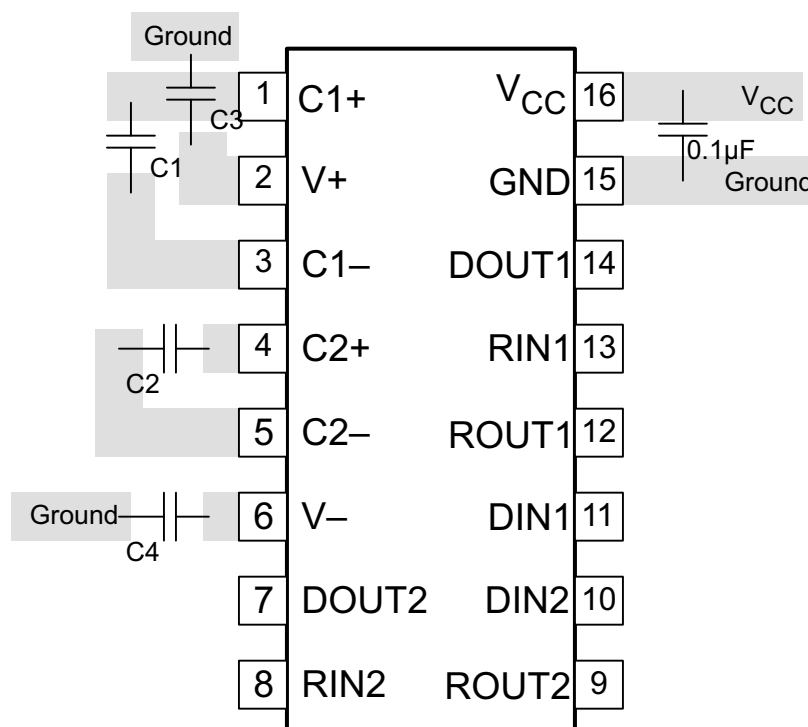 Ground
1 C1+ VCC 16 VCC
C3
C1 0.1µF
2 V+ GND 15 Ground
3 C1– DOUT1 14
4 C2+ RIN1 13
C2
5 C2– ROUT1 12
Ground 6 V– DIN1 11
C4
7 DOUT2 DIN2 10
8 RIN2 ROUT2 9